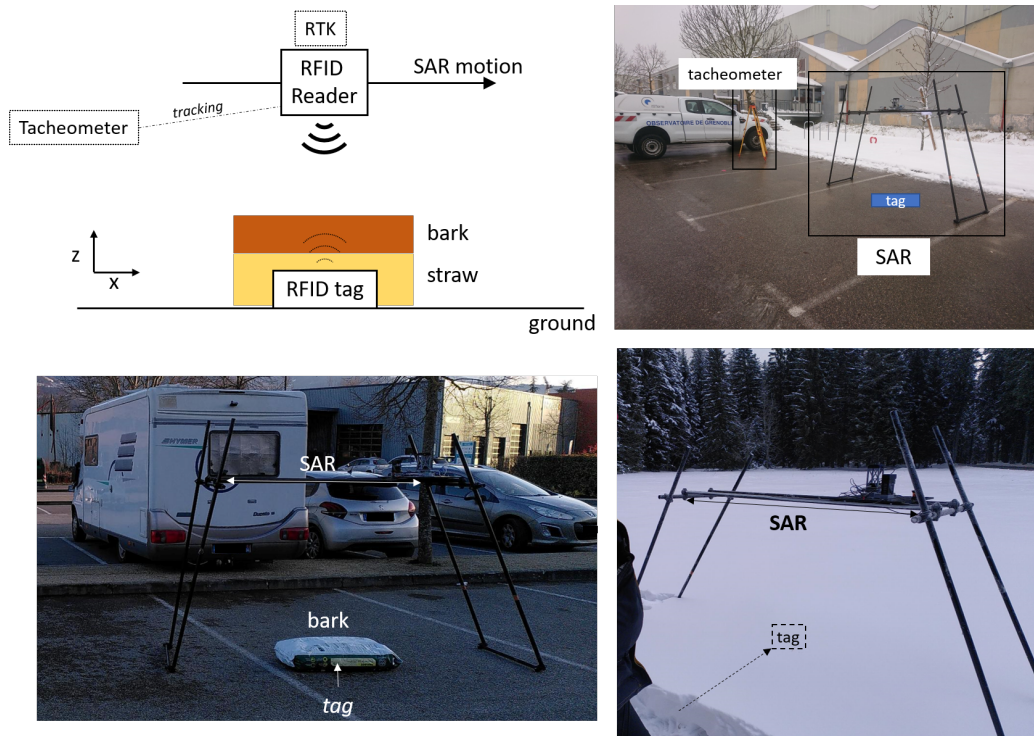 RTK
RFID
Reader
SAR motion
tracking
Tacheometer
bark
straw
z
x
RFID tag
ground
tacheometer
OBSERVATOIRE DE GRENOBLE
tag
SAR
HYMER
SAR
bark
tag
SAR
tag